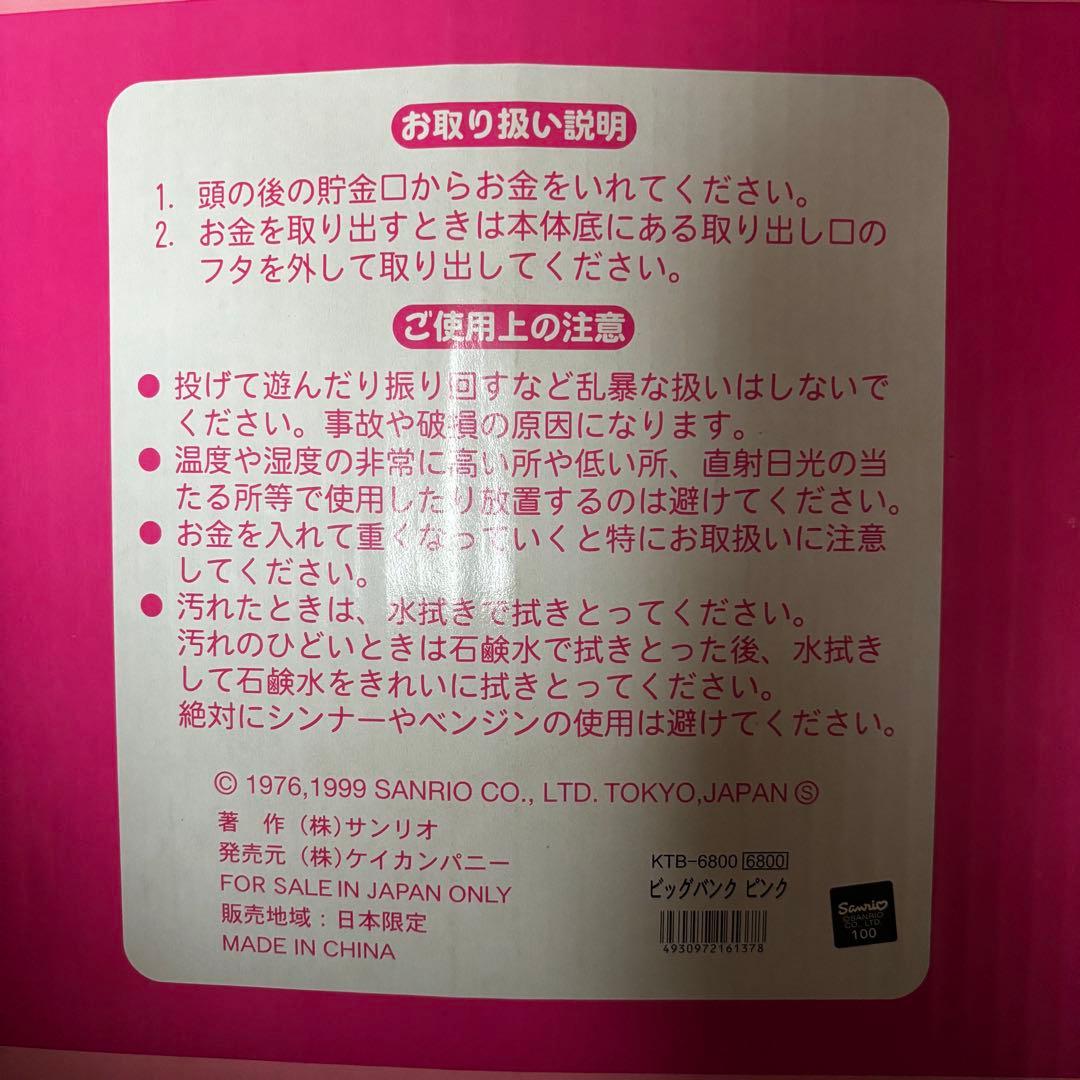 お取り扱い説明
1. 頭の後の貯金口からお金をいれてください。
2. お金を取り出すときは本体底にある取り出し口の
フタを外して取り出してください。
ご使用上の注意
● 投げて遊んだり振り回すなど乱暴な扱いはしないで
ください。事故や破損の原因になります。
● 温度や湿度の非常に高い所や低い所、直射日光の当
たる所等で使用したり放置するのは避けてください。
● お金を入れて重くなっていくと特にお取扱いに注意
してください。
● 汚れたときは、水拭きで拭きとってください。
汚れのひどいときは石鹸水で拭きとった後、水拭き
して石鹸水をきれいに拭きとってください。
絶対にシンナーやベンジンの使用は避けてください。
© 1976,1999 SANRIO CO., LTD. TOKYO,JAPAN Ⓢ
著 作 (株)サンリオ
発売元 (株)ケイカンパニー
FOR SALE IN JAPAN ONLY
販売地域：日本限定
MADE IN CHINA
KTB-6800 6800
ビッグバンク ピンク
4930972161378
Sanrio
©SANRIO
CO., LTD.
100